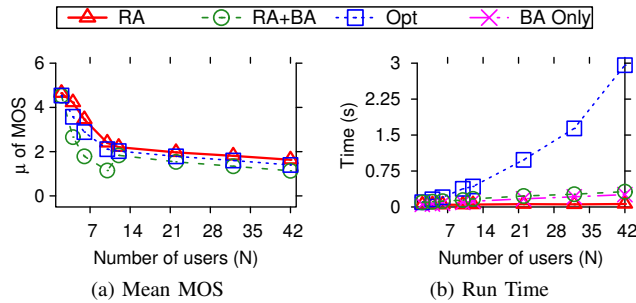 RA RA+BA Opt BA Only
6
4
2
0
μ of MOS
7 14 21 28 35 42
Number of users (N)
(a) Mean MOS
3
2.25
1.5
0.75
0
Time (s)
7 14 21 28 35 42
Number of users (N)
(b) Run Time